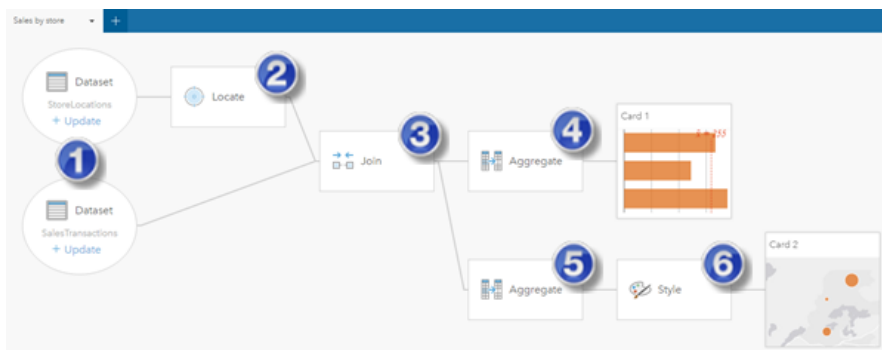 Sales by store
+
1
Dataset
StoreLocations
+ Update
Dataset
SalesTransactions
+ Update
2
Locate
3
Join
4
Aggregate
Card 1
5
Aggregate
6
Style
Card 2